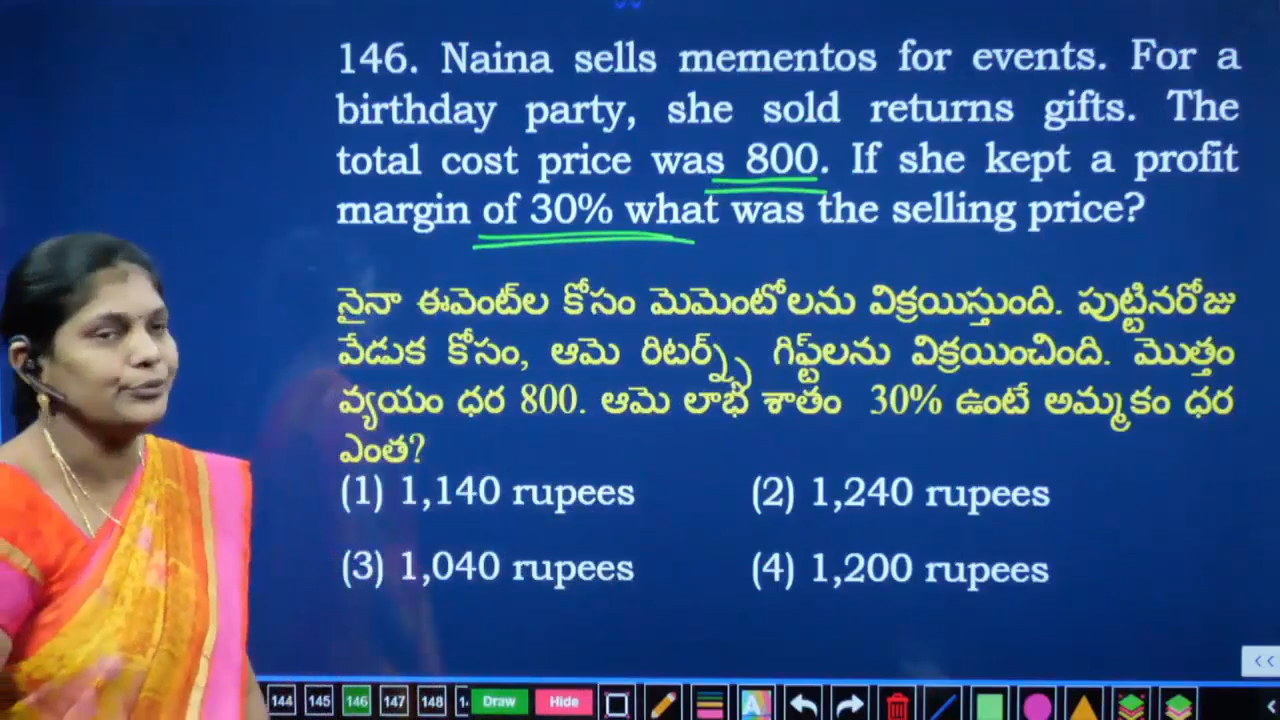 146. Naina sells mementos for events. For a
birthday party, she sold returns gifts. The
total cost price was 800. If she kept a profit
margin of 30% what was the selling price?
నైనా ఈవెంట్‌ల కోసం మెమెంటోలను విక్రయిస్తుంది. పుట్టినరోజు
వేడుక కోసం, ఆమె రిటర్న్స్ గిఫ్ట్‌లను విక్రయించింది. మొత్తం
వ్యయం ధర 800. ఆమె లాభ శాతం 30% ఉంటే అమ్మకం ధర
ఎంత?
(1) 1,140 rupees (2) 1,240 rupees
(3) 1,040 rupees (4) 1,200 rupees
<<
144 145 146 147 148 Draw Hide A